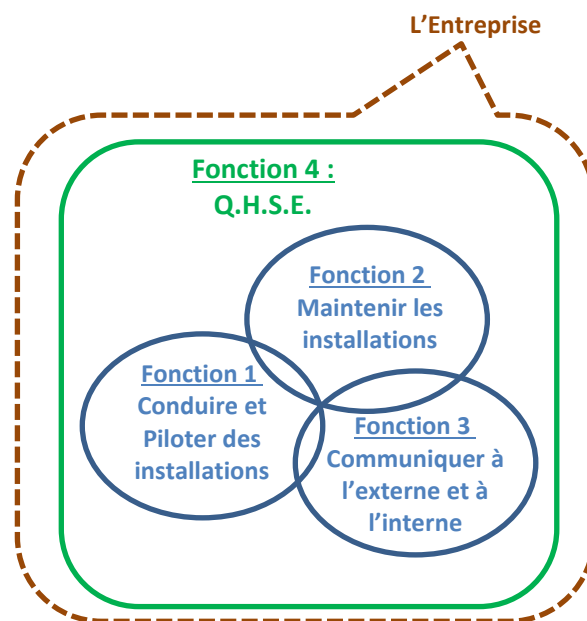 L’Entreprise
Fonction 4 :
Q.H.S.E.
Fonction 2
Maintenir les
installations
Fonction 1
Conduire et
Piloter des
installations
Fonction 3
Communiquer à
l’externe et à
l’interne